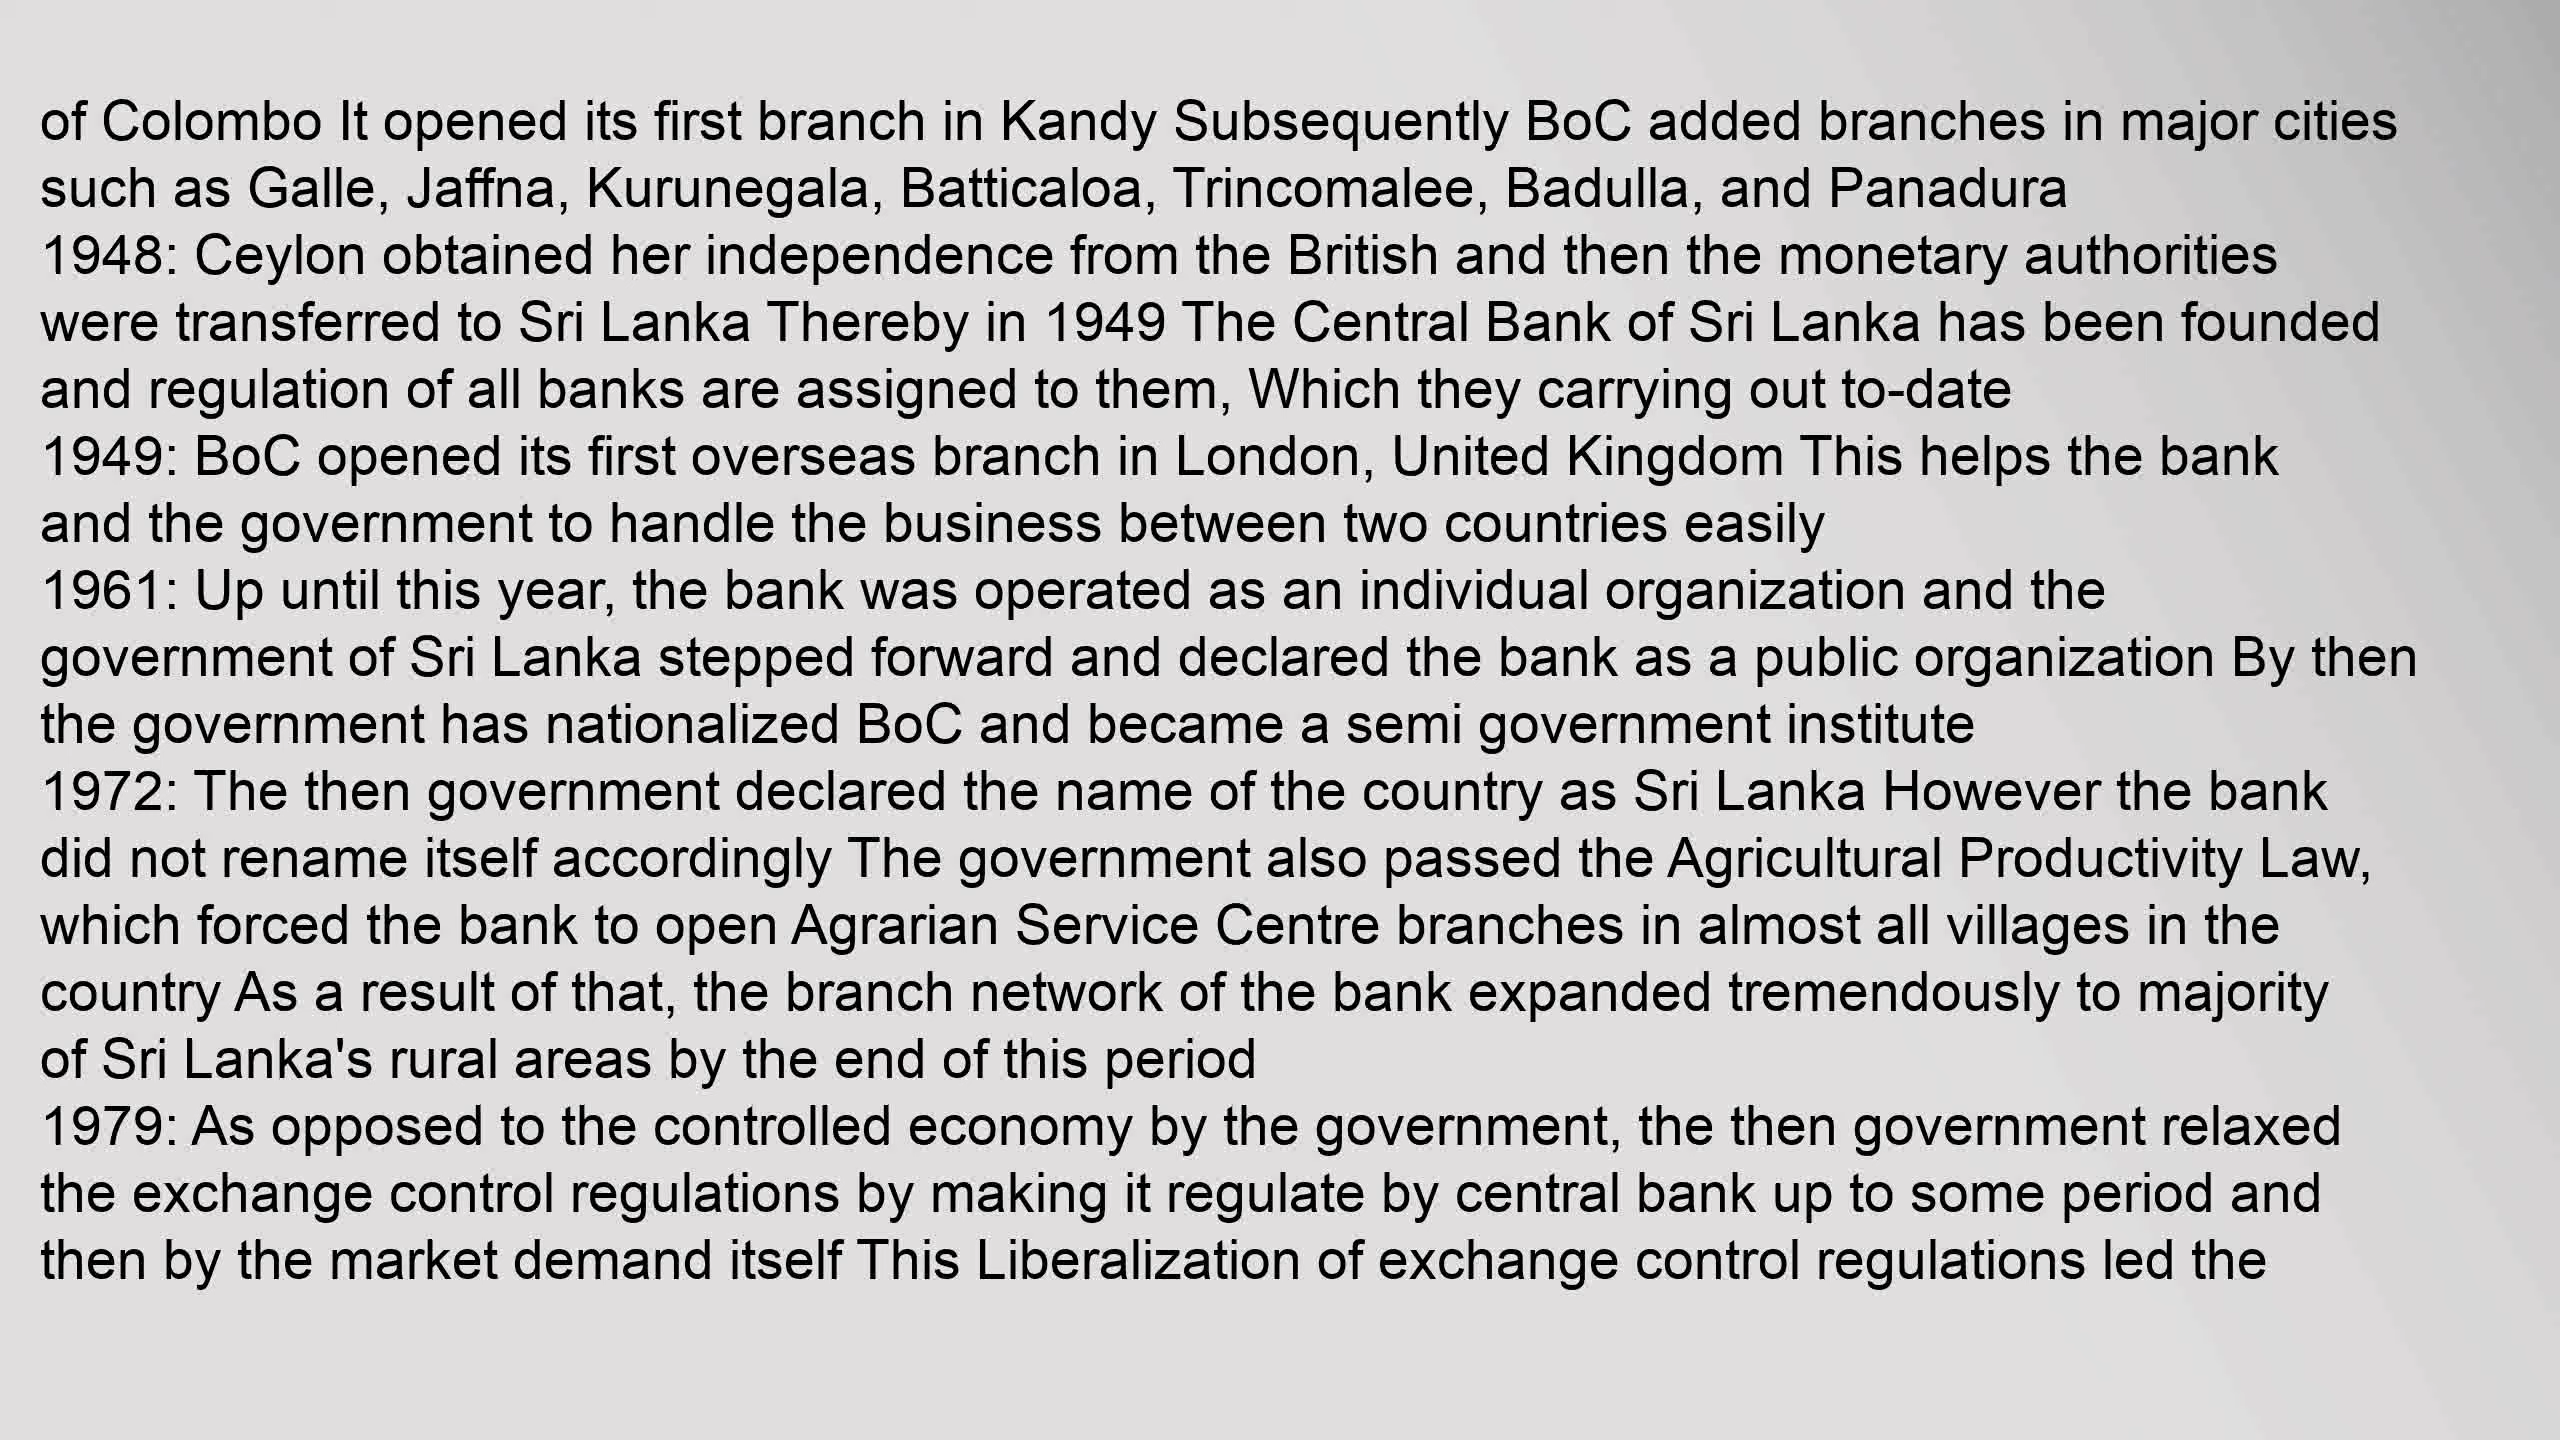 of Colombo It opened its first branch in Kandy Subsequently BoC added branches in major cities
such as Galle, Jaffna, Kurunegala, Batticaloa, Trincomalee, Badulla, and Panadura
1948: Ceylon obtained her independence from the British and then the monetary authorities
were transferred to Sri Lanka Thereby in 1949 The Central Bank of Sri Lanka has been founded
and regulation of all banks are assigned to them, Which they carrying out to-date
1949: BoC opened its first overseas branch in London, United Kingdom This helps the bank
and the government to handle the business between two countries easily
1961: Up until this year, the bank was operated as an individual organization and the
government of Sri Lanka stepped forward and declared the bank as a public organization By then
the government has nationalized BoC and became a semi government institute
1972: The then government declared the name of the country as Sri Lanka However the bank
did not rename itself accordingly The government also passed the Agricultural Productivity Law,
which forced the bank to open Agrarian Service Centre branches in almost all villages in the
country As a result of that, the branch network of the bank expanded tremendously to majority
of Sri Lanka's rural areas by the end of this period
1979: As opposed to the controlled economy by the government, the then government relaxed
the exchange control regulations by making it regulate by central bank up to some period and
then by the market demand itself This Liberalization of exchange control regulations led the